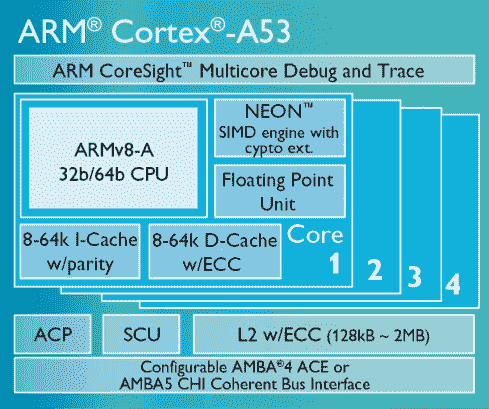 ARM® Cortex®-A53
ARM CoreSight™ Multicore Debug and Trace
NEON™
SIMD engine with
cypto ext.
ARMv8-A
32b/64b CPU
Floating Point
Unit
8-64k I-Cache
w/parity
8-64k D-Cache
w/ECC
Core
1
2
3
4
ACP
SCU
L2 w/ECC (128kB ~ 2MB)
Configurable AMBA®4 ACE or
AMBA5 CHI Coherent Bus Interface